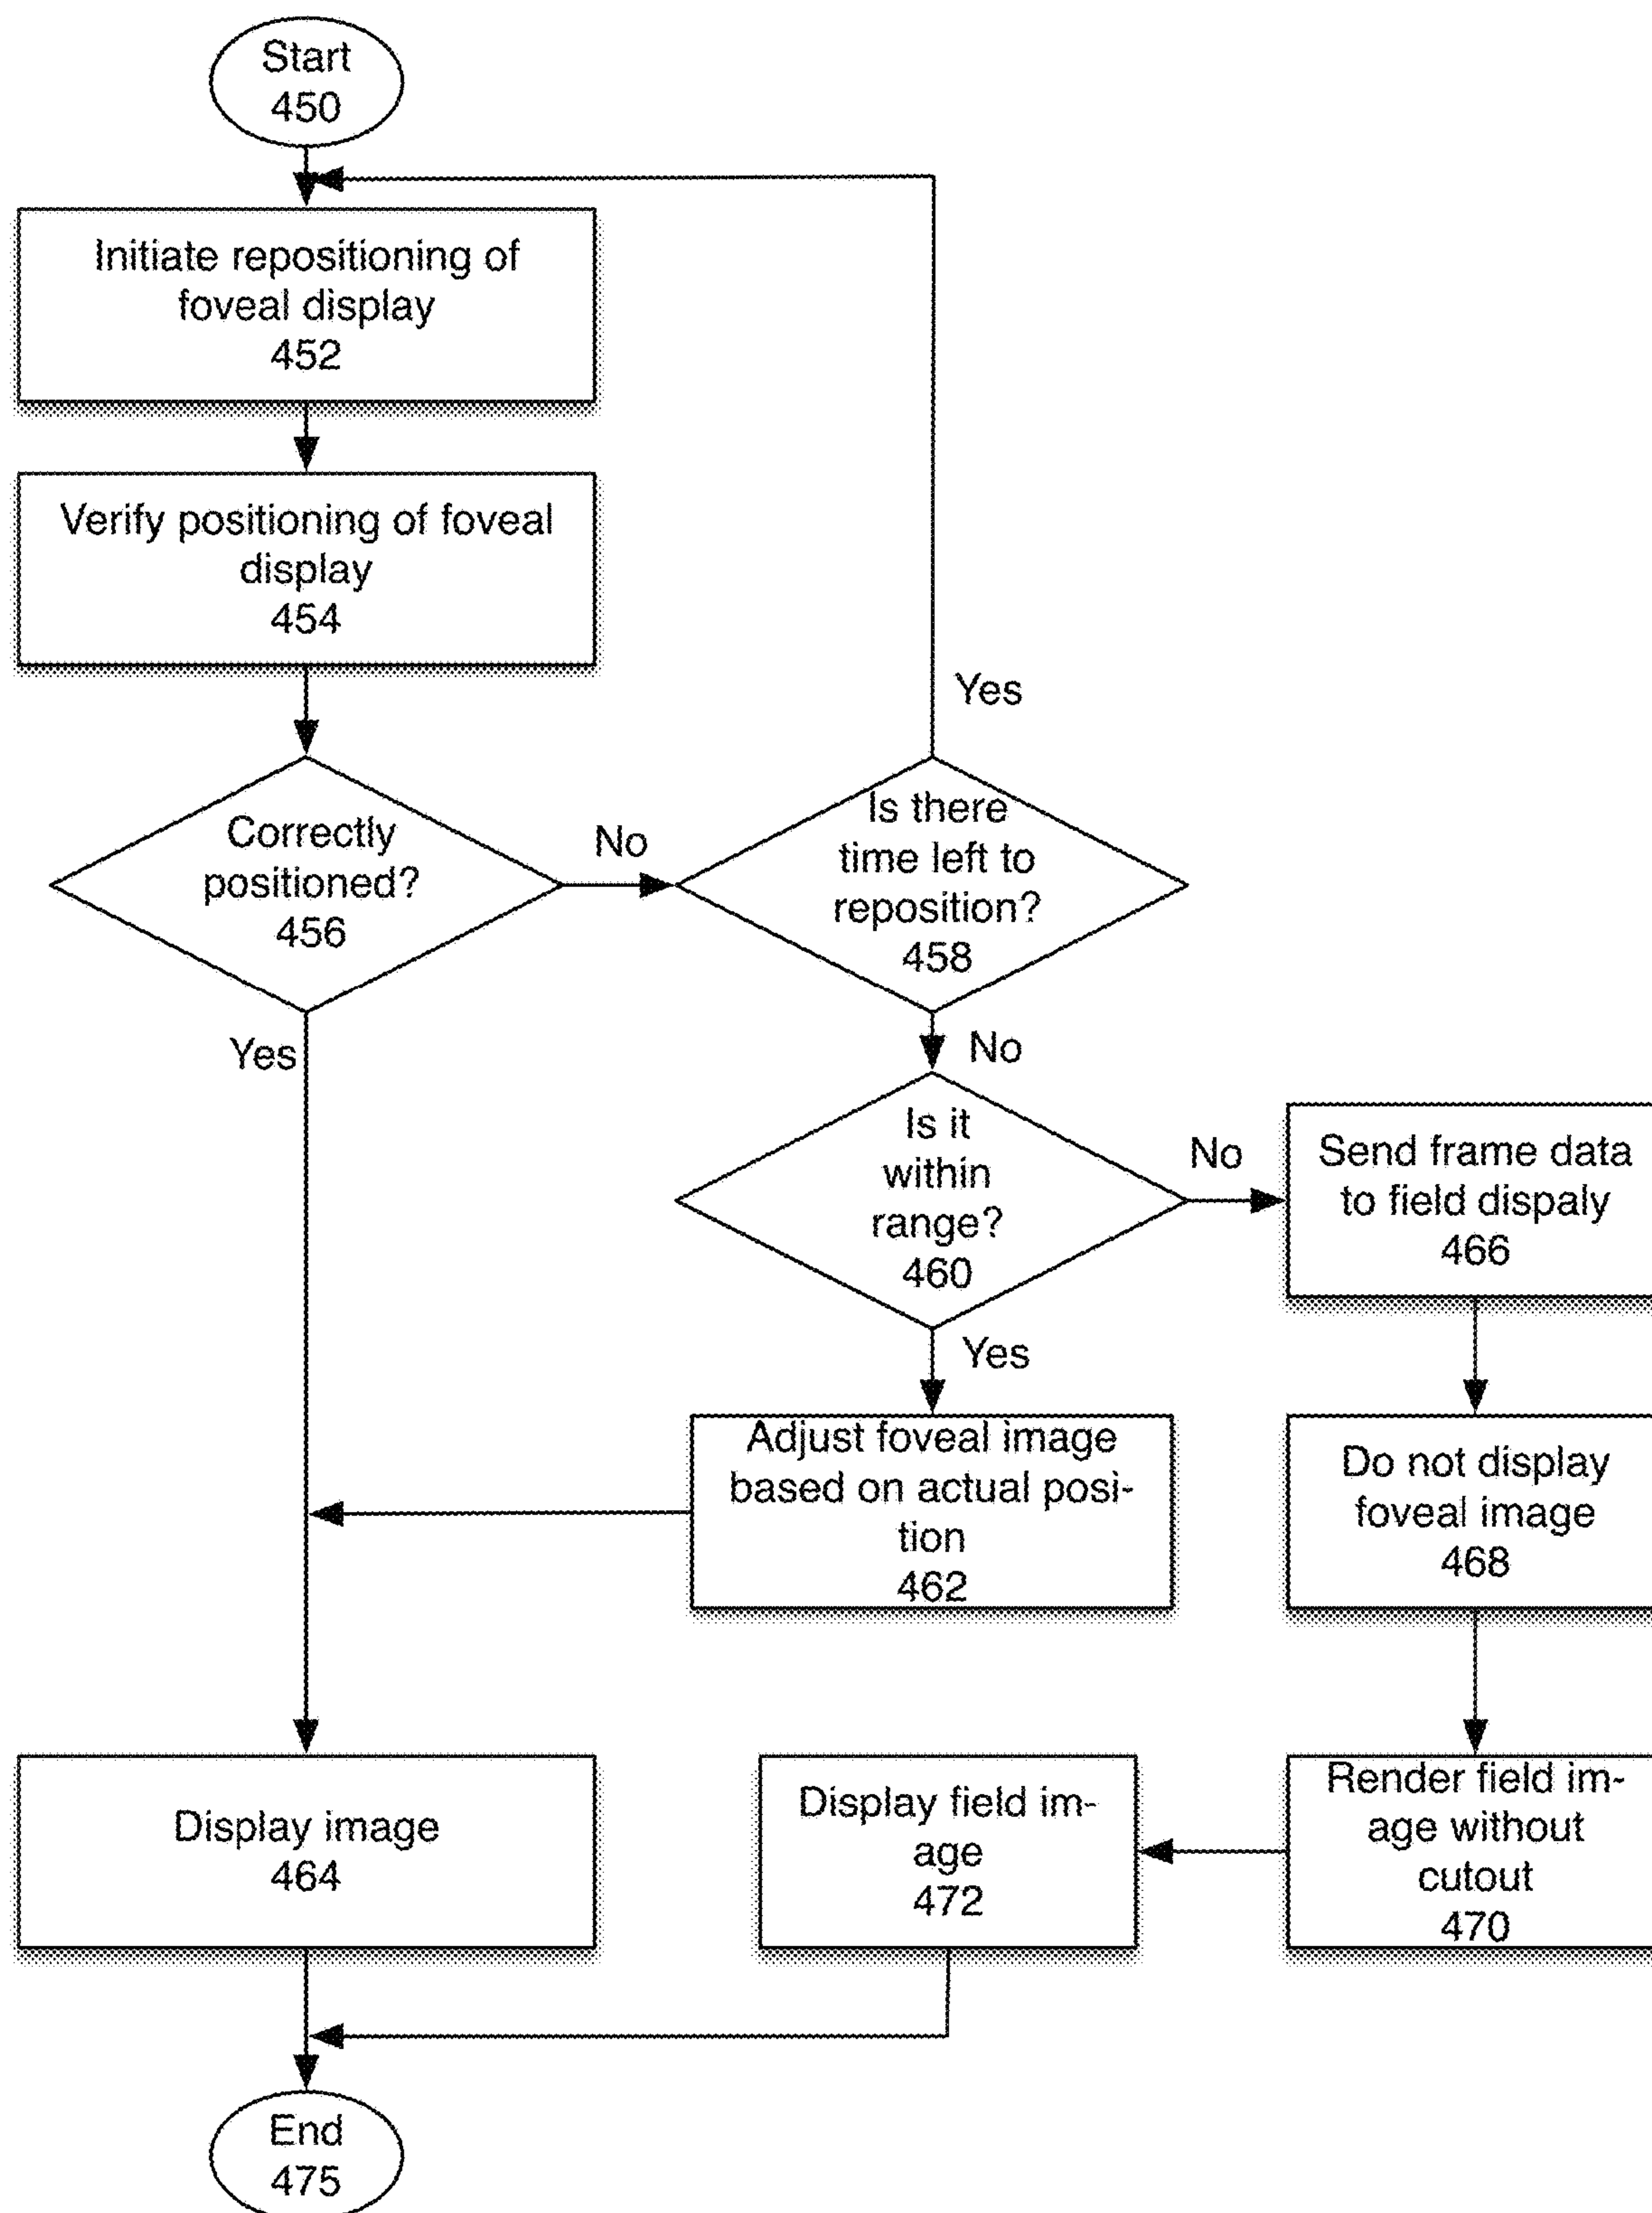 Start
450
Initiate repositioning of
foveal display
452
Verify positioning of foveal
display
454
Yes
Correctly
positioned?
456
No
Is there
time left to
reposition?
458
Yes
No
Is it
within
range?
460
No
Send frame data
to field dispaly
466
Yes
Adjust foveal image
based on actual posi-
tion
462
Do not display
foveal image
468
Display image
464
Display field im-
age
472
Render field im-
age without
cutout
470
End
475